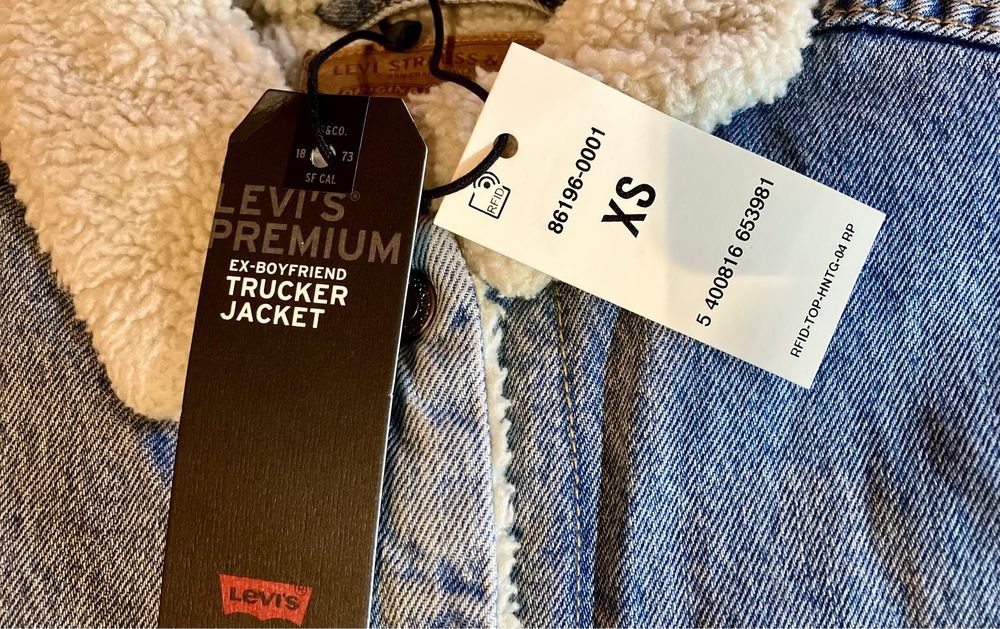 LEVI STRAUSS &
&CO.
18 73
SF CAL
LEVI'S®
PREMIUM
EX-BOYFRIEND
TRUCKER
JACKET
Levi's®
RFID
86196-0001
XS
5 400816 653981
RFID-TOP-HNTG-04 RP